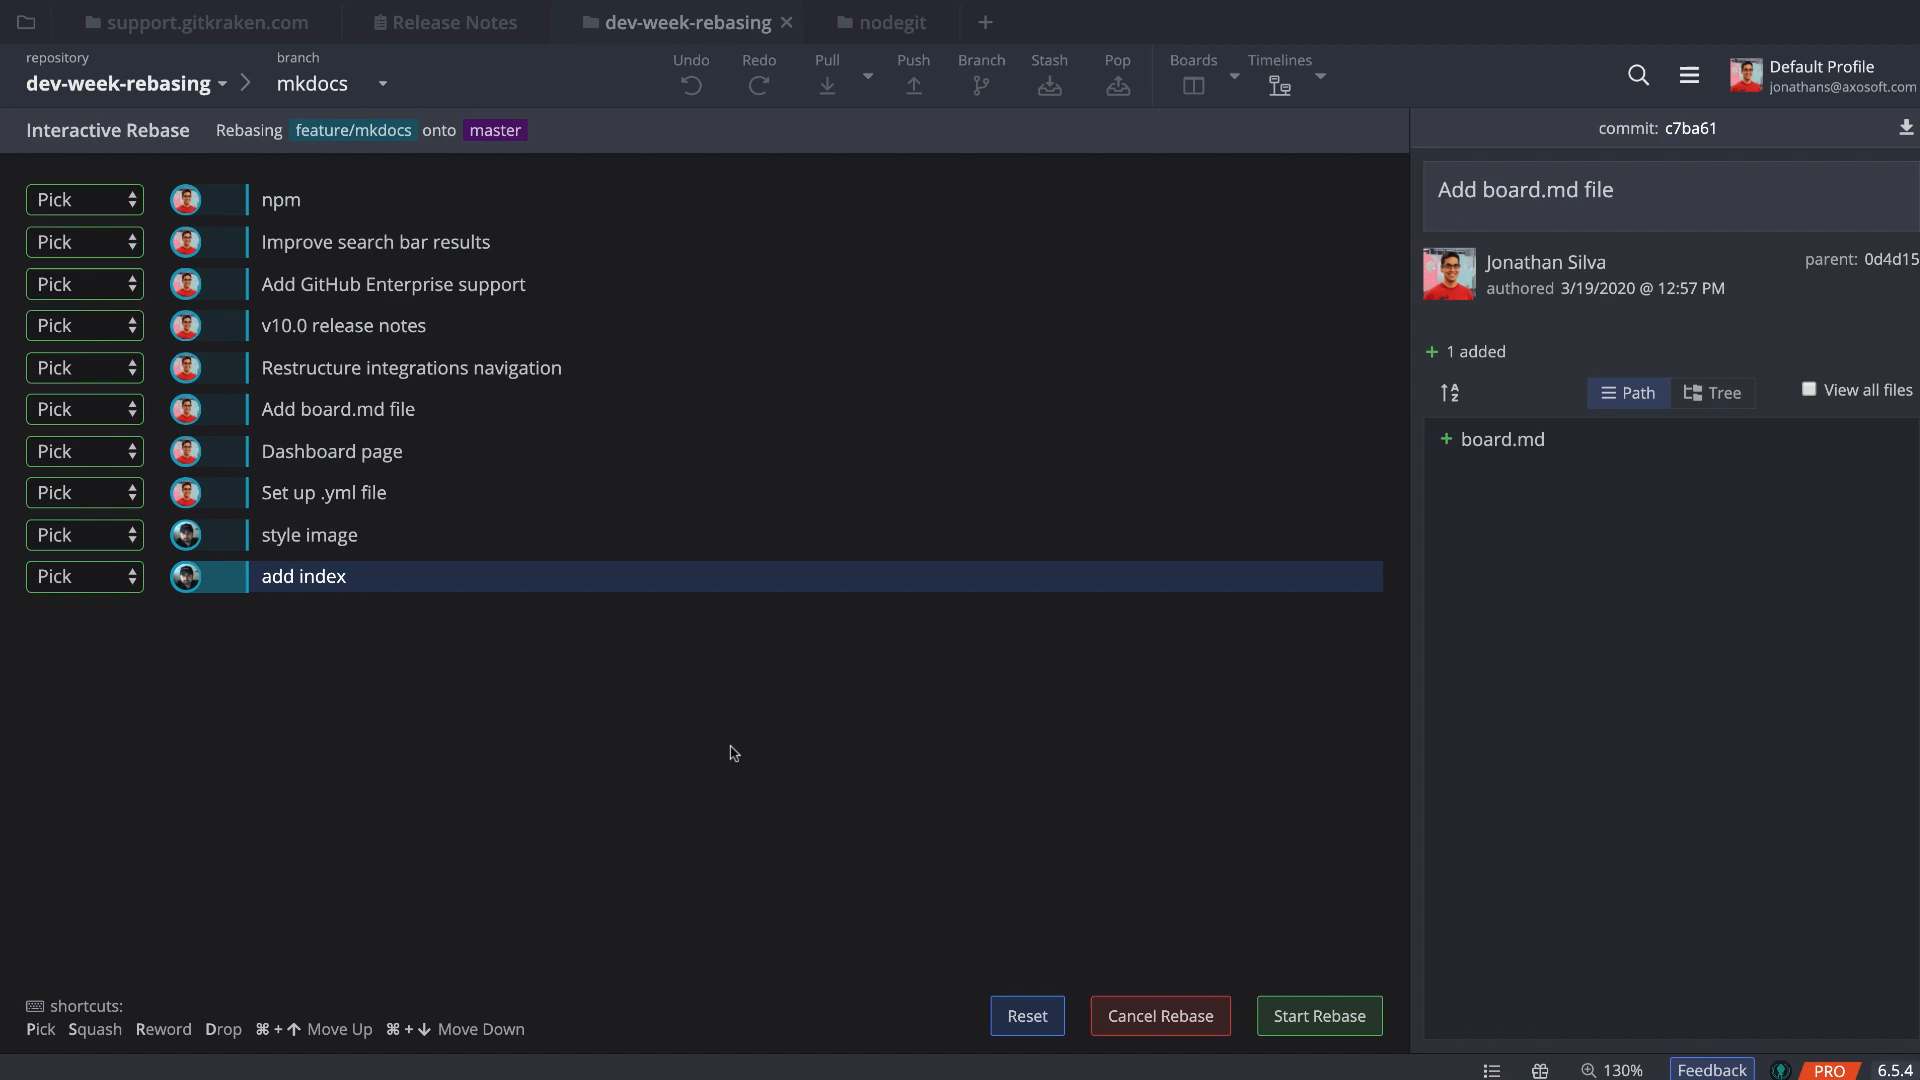 support.gitkraken.com Release Notes dev-week-rebasing nodegit
repository branch
dev-week-rebasing mkdocs
Undo Redo Pull Push Branch Stash Pop Boards Timelines
Default Profile
jonathans@axosoft.com
Interactive Rebase Rebasing feature/mkdocs onto master
commit: c7ba61
Pick npm
Pick Improve search bar results
Pick Add GitHub Enterprise support
Pick v10.0 release notes
Pick Restructure integrations navigation
Pick Add board.md file
Pick Dashboard page
Pick Set up .yml file
Pick style image
Pick add index
Add board.md file
Jonathan Silva
parent: 0d4d15
authored 3/19/2020 @ 12:57 PM
+ 1 added
Path Tree View all files
+ board.md
shortcuts:
Pick Squash Reword Drop ⌘ + ↑ Move Up ⌘ + ↓ Move Down
Reset Cancel Rebase Start Rebase
130% Feedback PRO 6.5.4